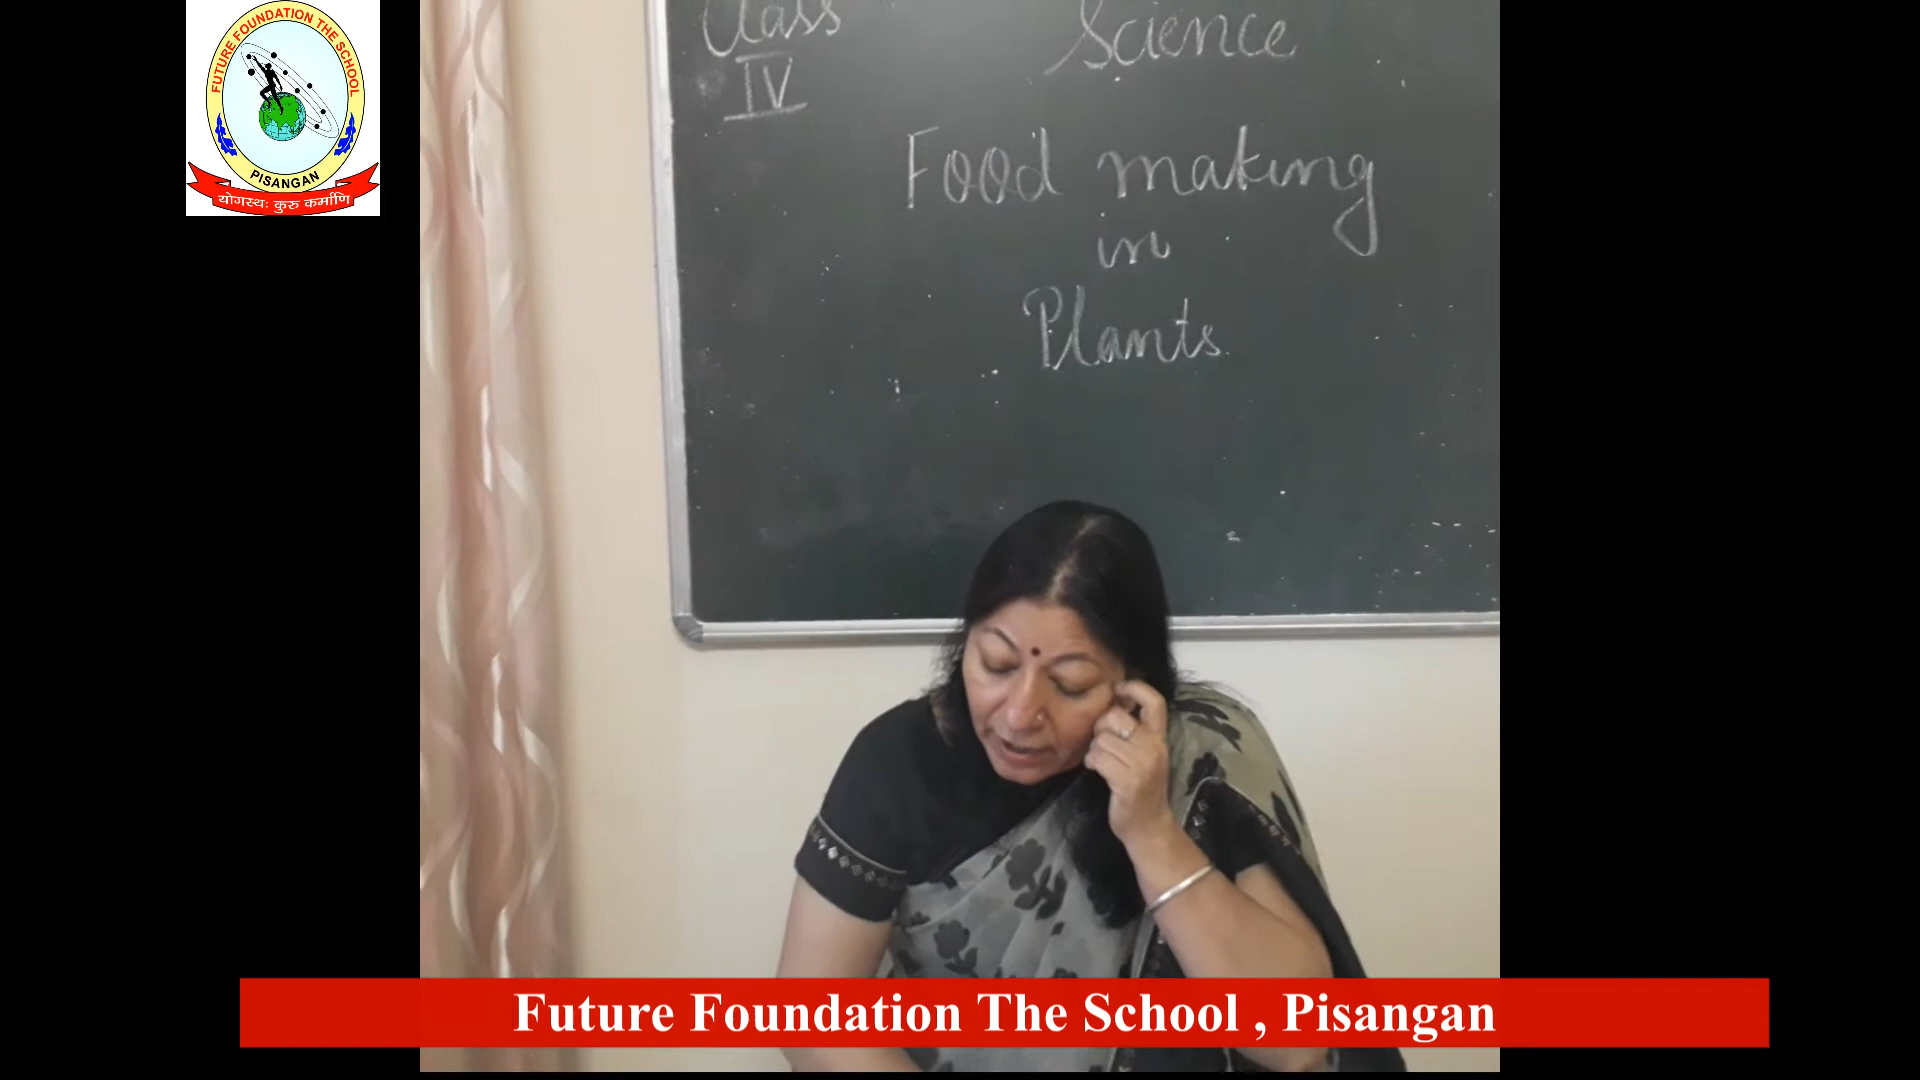 FUTURE FOUNDATION THE SCHOOL
PISANGAN
योगस्थः कुरु कर्माणि
Class
IV
Science
Food making
in
Plants
Future Foundation The School , Pisangan